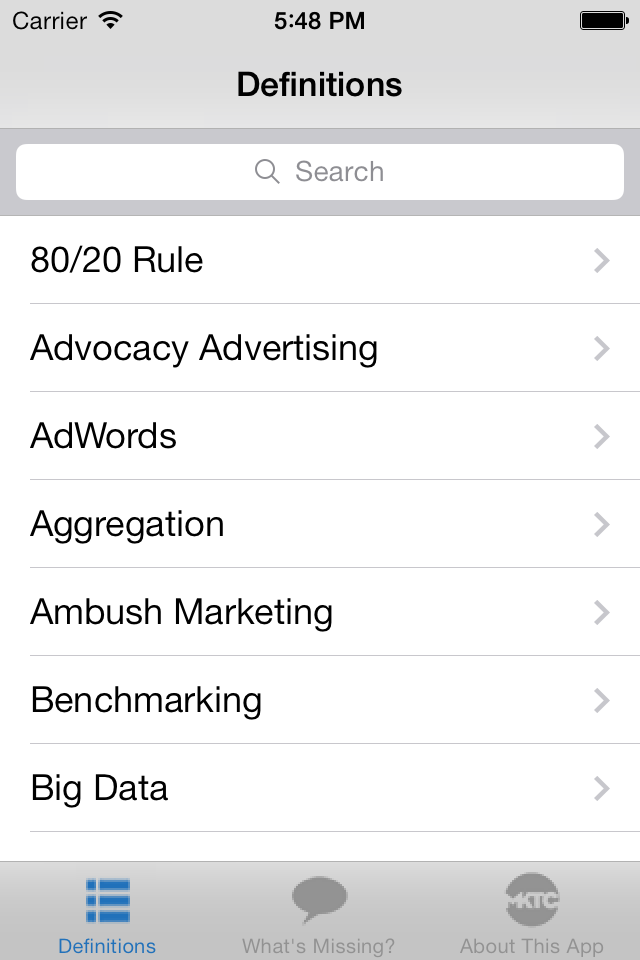 Carrier 5:48 PM
Definitions
Search
80/20 Rule
Advocacy Advertising
AdWords
Aggregation
Ambush Marketing
Benchmarking
Big Data
MKTC
Definitions What's Missing? About This App